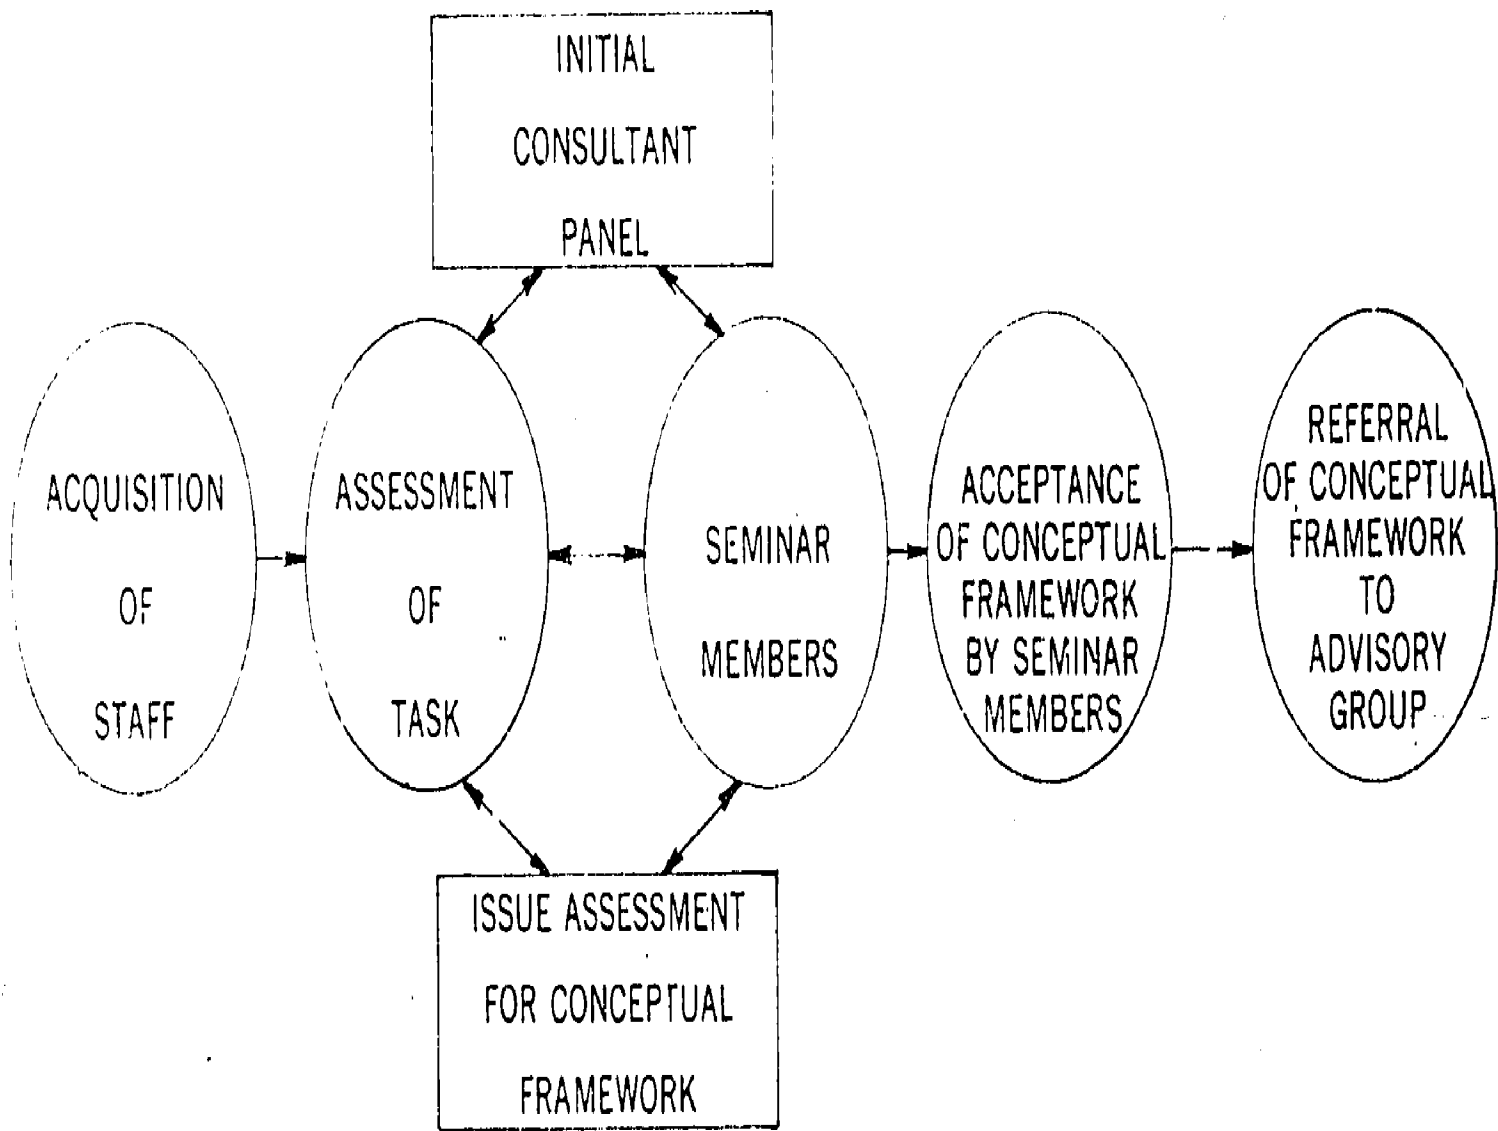 INITIAL
CONSULTANT
PANEL
ACQUISITION
OF
STAFF
ASSESSMENT
OF
TASK
SEMINAR
MEMBERS
ACCEPTANCE
OF CONCEPTUAL
FRAMEWORK
BY SEMINAR
MEMBERS
REFERRAL
OF CONCEPTUAL
FRAMEWORK
TO
ADVISORY
GROUP
ISSUE ASSESSMENT
FOR CONCEPTUAL
FRAMEWORK